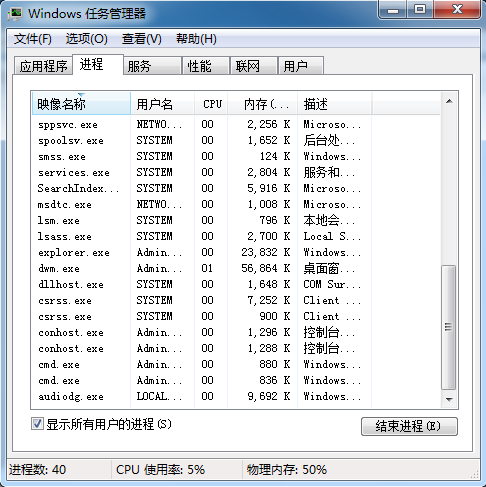 Windows 任务管理器
文件(F) 选项(O) 查看(V) 帮助(H)
应用程序 进程 服务 性能 联网 用户
映像名称 用户名 CPU 内存(... 描述
sppsvc.exe NETWO... 00 2,256 K Microso...
spoolsv.exe SYSTEM 00 1,652 K 后台处...
smss.exe SYSTEM 00 124 K Windows...
services.exe SYSTEM 00 2,804 K 服务和...
SearchIndex... SYSTEM 00 5,916 K Microso...
msdtc.exe NETWO... 00 1,008 K Microso...
lsm.exe SYSTEM 00 796 K 本地会...
lsass.exe SYSTEM 00 2,700 K Local S...
explorer.exe Admin... 00 23,832 K Windows...
dwm.exe Admin... 01 56,864 K 桌面窗...
dllhost.exe SYSTEM 00 1,648 K COM Sur...
csrss.exe SYSTEM 00 7,252 K Client ...
csrss.exe SYSTEM 00 900 K Client ...
conhost.exe Admin... 00 1,296 K 控制台...
conhost.exe Admin... 00 1,288 K 控制台...
cmd.exe Admin... 00 880 K Windows...
cmd.exe Admin... 00 836 K Windows...
audiodg.exe LOCAL... 00 9,692 K Windows...
显示所有用户的进程(S) 结束进程(E)
进程数: 40 CPU 使用率: 5% 物理内存: 50%